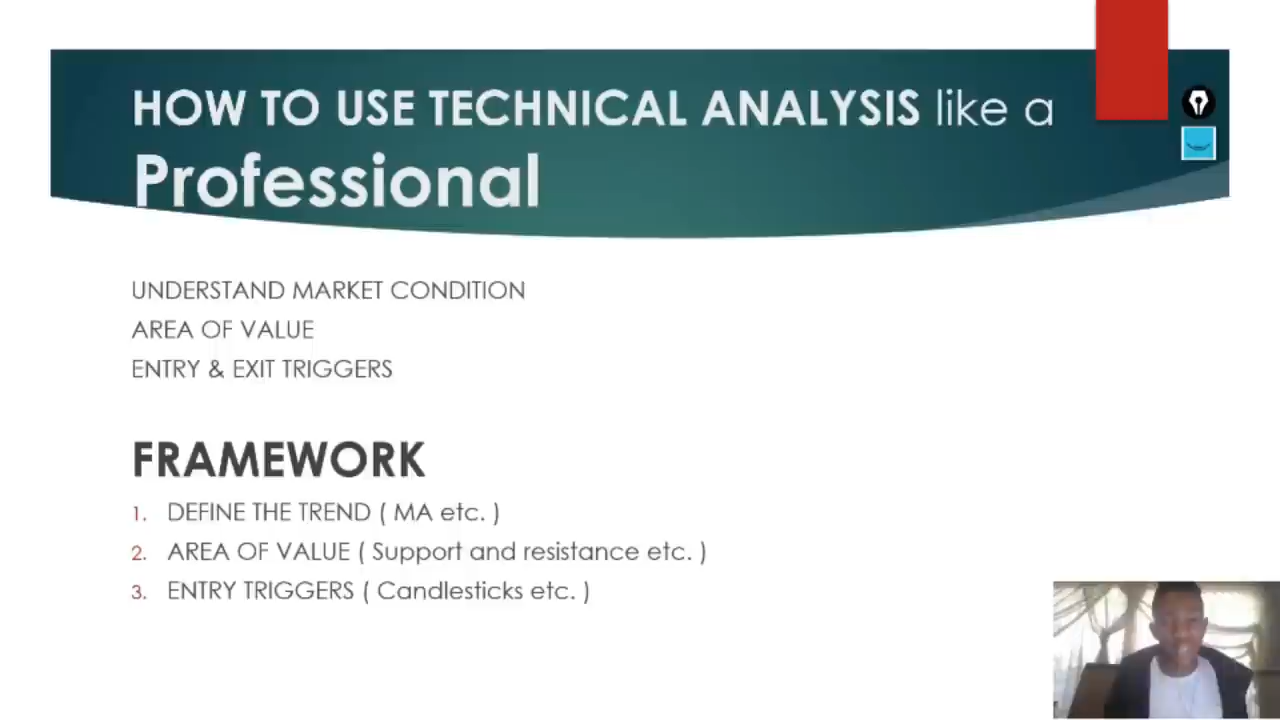 HOW TO USE TECHNICAL ANALYSIS like a
Professional
UNDERSTAND MARKET CONDITION
AREA OF VALUE
ENTRY & EXIT TRIGGERS
FRAMEWORK
1. DEFINE THE TREND ( MA etc. )
2. AREA OF VALUE ( Support and resistance etc. )
3. ENTRY TRIGGERS ( Candlesticks etc. )